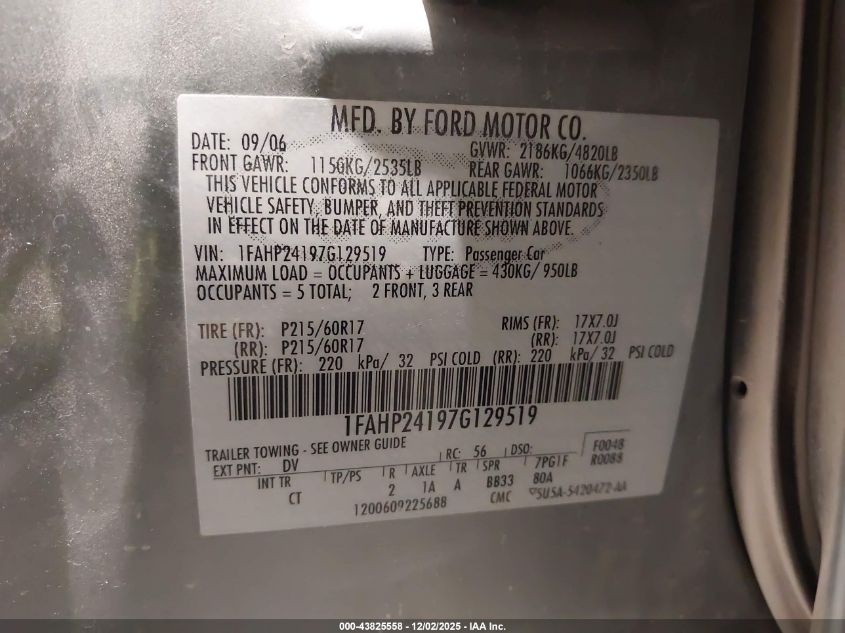 MFD. BY FORD MOTOR CO.
DATE: 09/06 GVWR: 2186KG/4820LB
FRONT GAWR: 1150KG/2535LB REAR GAWR: 1066KG/2350LB
THIS VEHICLE CONFORMS TO ALL APPLICABLE FEDERAL MOTOR
VEHICLE SAFETY, BUMPER, AND THEFT PREVENTION STANDARDS
IN EFFECT ON THE DATE OF MANUFACTURE SHOWN ABOVE.
VIN: 1FAHP24197G129519 TYPE: Passenger Car
MAXIMUM LOAD = OCCUPANTS + LUGGAGE = 430KG/ 950LB
OCCUPANTS = 5 TOTAL; 2 FRONT, 3 REAR
TIRE (FR): P215/60R17 RIMS (FR): 17X7.0J
(RR): P215/60R17 (RR): 17X7.0J
PRESSURE (FR): 220 kPa/ 32 PSI COLD (RR): 220 kPa/ 32 PSI COLD
1FAHP24197G129519
TRAILER TOWING - SEE OWNER GUIDE
EXT PNT: DV RC: 56 DSO: F0048
R0088
INT TR TP/PS R AXLE TR SPR 7PG1F
CT 2 1A A BB33 80A
CMC 5U5A-5420472-AA
1200609225688
000-43825558 - 12/02/2025 - IAA Inc.